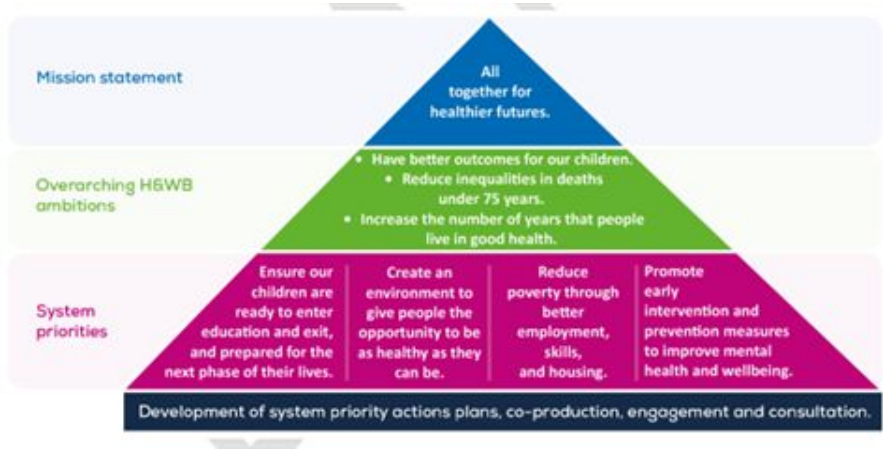 Mission statement
All
together for
healthier futures.
Overarching H&WB
ambitions
• Have better outcomes for our children.
• Reduce inequalities in deaths
under 75 years.
• Increase the number of years that people
live in good health.
System
priorities
Ensure our
children are
ready to enter
education and exit,
and prepared for the
next phase of their lives.
Create an
environment to
give people the
opportunity to be
as healthy as they
can be.
Reduce
poverty through
better
employment,
skills,
and housing.
Promote
early
intervention and
prevention measures
to improve mental
health and wellbeing.
Development of system priority actions plans, co-production, engagement and consultation.